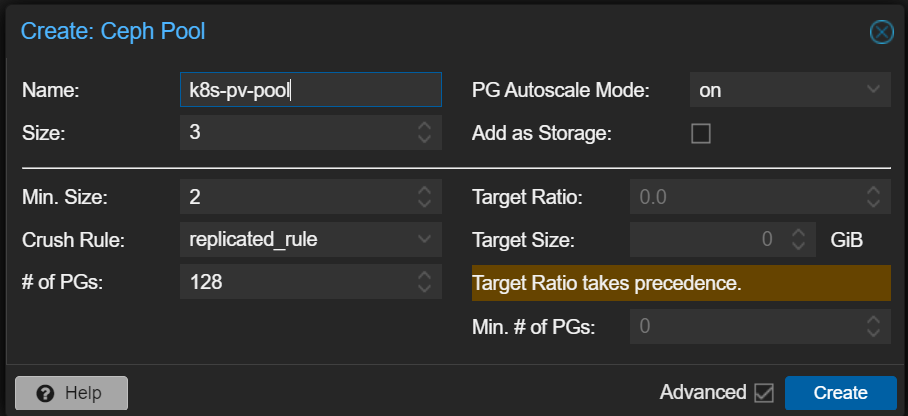 Create: Ceph Pool
Name: k8s-pv-pool PG Autoscale Mode: on
Size: 3 Add as Storage:
Min. Size: 2 Target Ratio: 0.0
Crush Rule: replicated_rule Target Size: 0 GiB
# of PGs: 128 Target Ratio takes precedence.
Min. # of PGs: 0
Help Advanced Create